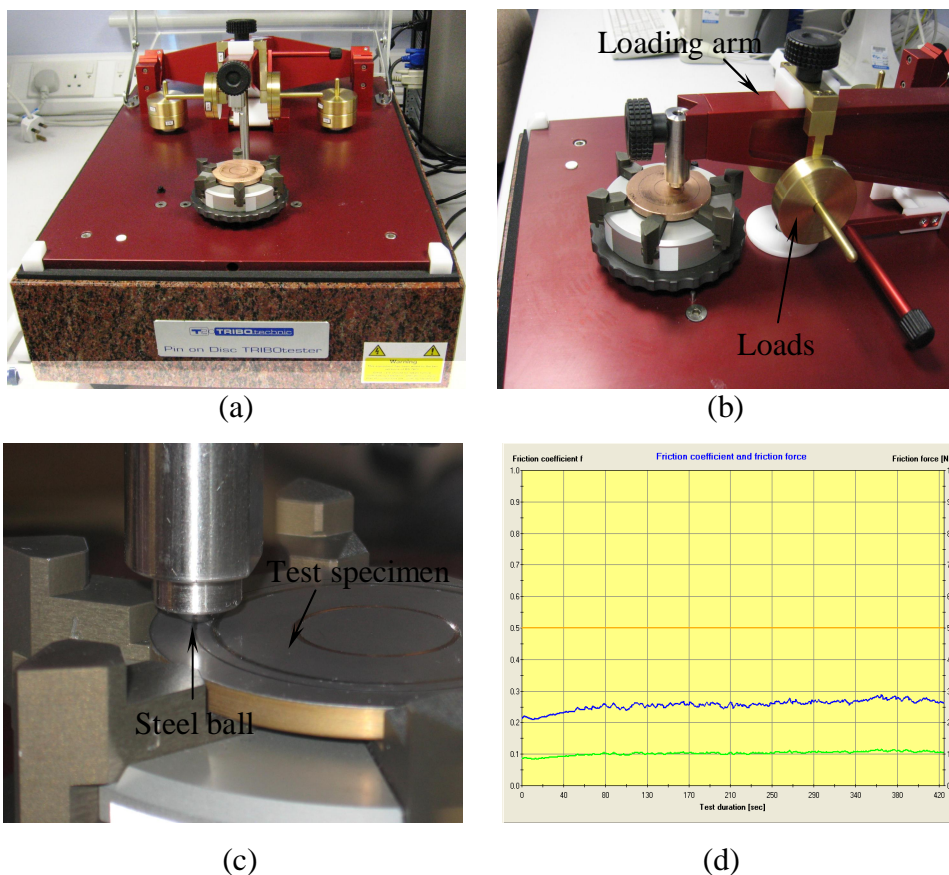 TRIBOtechnic
Pin on Disc TRIBOtester
Warning
(a)
Loading arm
Loads
(b)
Test specimen
Steel ball
(c)
Friction coefficient f
Friction coefficient and friction force
Friction force [N
1.0
0.9
0.8
0.7
0.6
0.5
0.4
0.3
0.2
0.1
0.0
0 40 80 130 170 210 250 290 340 380 420
Test duration [sec]
(d)